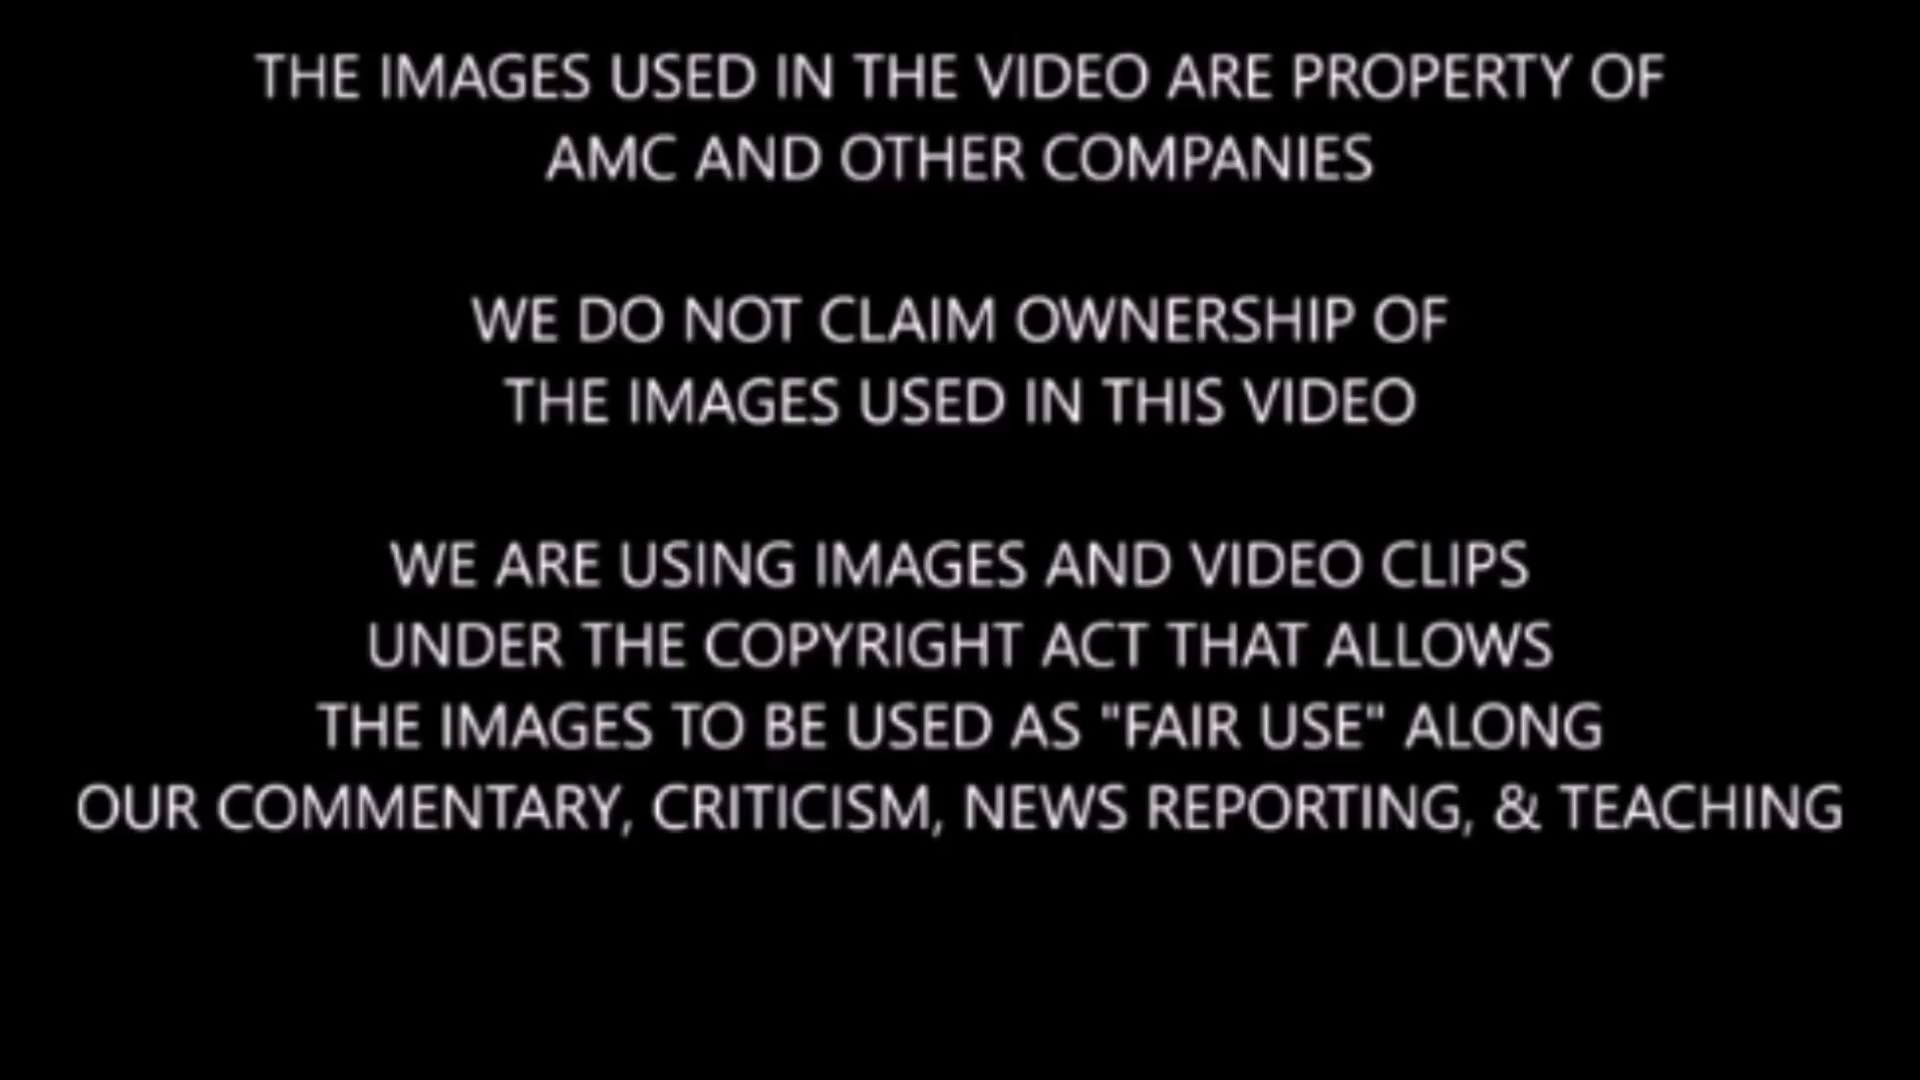 THE IMAGES USED IN THE VIDEO ARE PROPERTY OF
AMC AND OTHER COMPANIES
WE DO NOT CLAIM OWNERSHIP OF
THE IMAGES USED IN THIS VIDEO
WE ARE USING IMAGES AND VIDEO CLIPS
UNDER THE COPYRIGHT ACT THAT ALLOWS
THE IMAGES TO BE USED AS "FAIR USE" ALONG
OUR COMMENTARY, CRITICISM, NEWS REPORTING, & TEACHING